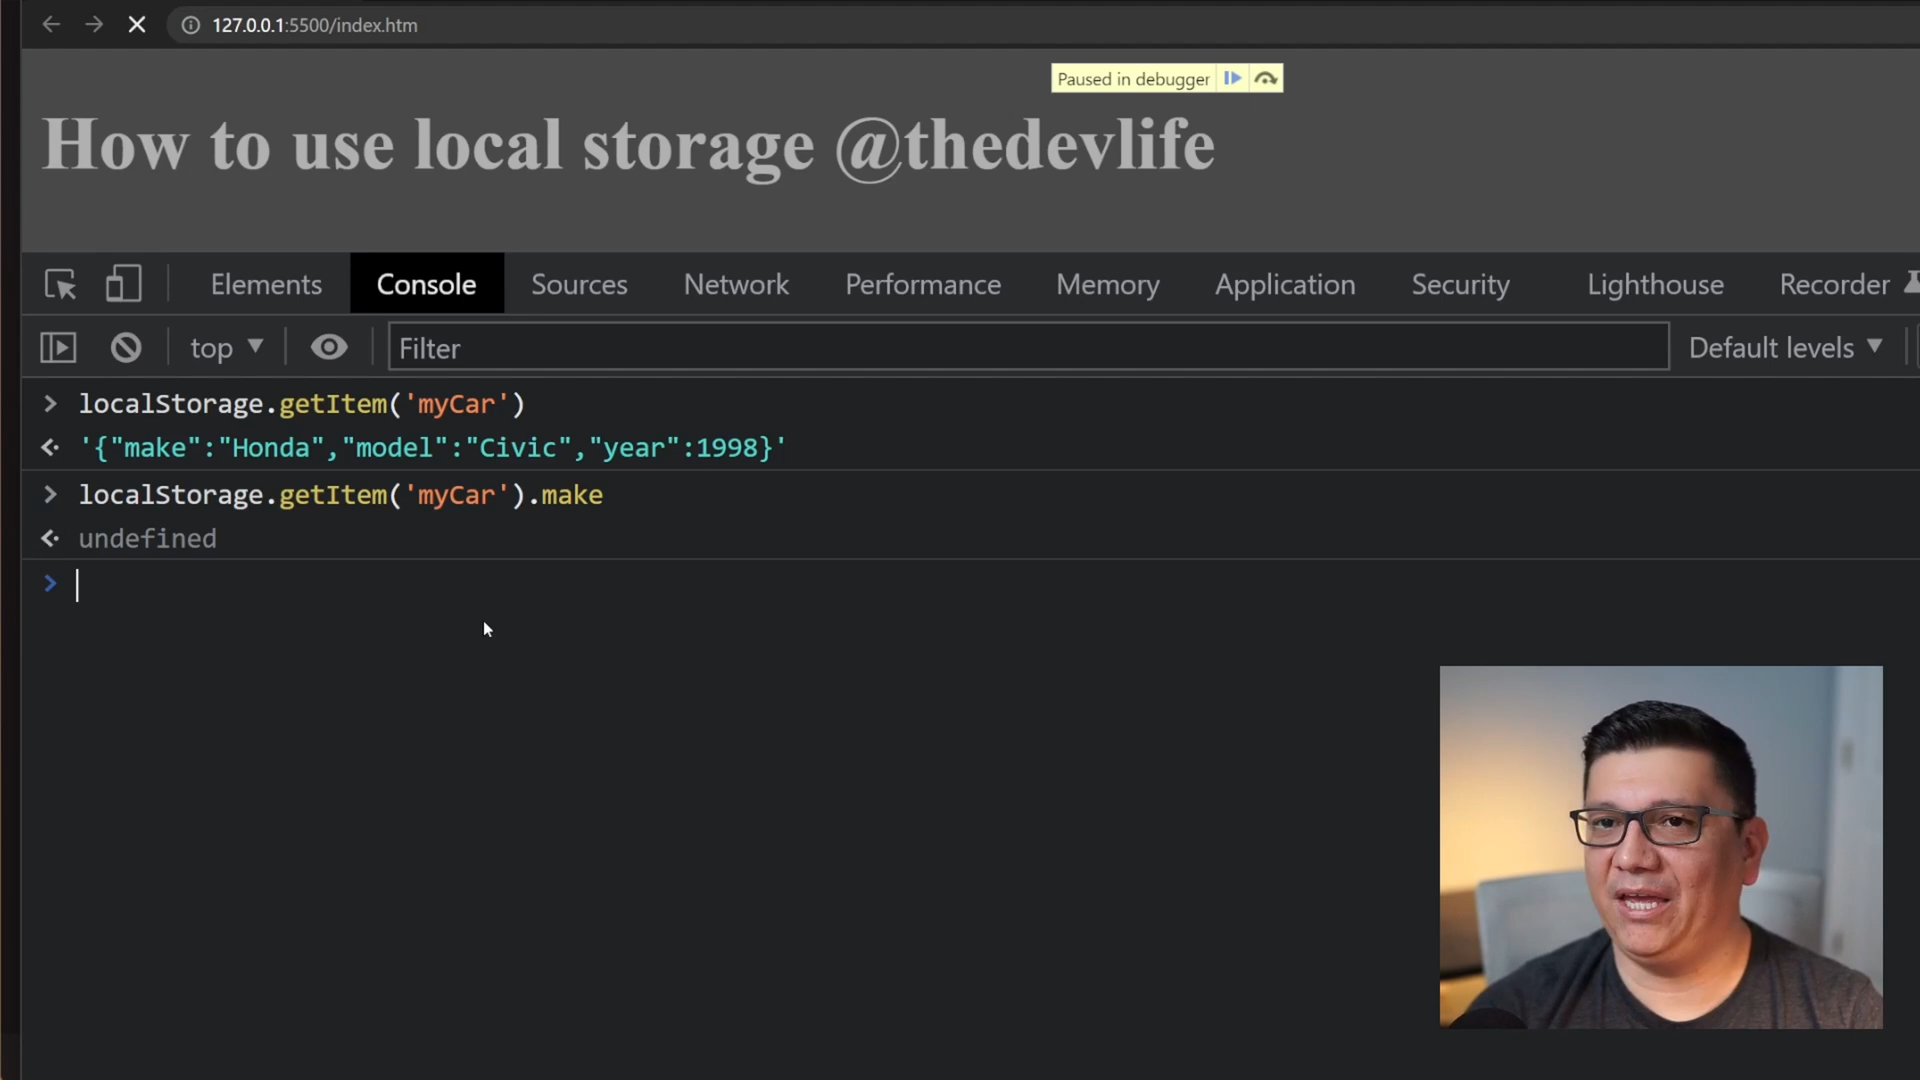 127.0.0.1:5500/index.htm
Paused in debugger
How to use local storage @thedevlife
Elements Console Sources Network Performance Memory Application Security Lighthouse Recorder
top Filter Default levels
> localStorage.getItem('myCar')
'{"make":"Honda","model":"Civic","year":1998}'
> localStorage.getItem('myCar').make
undefined
>